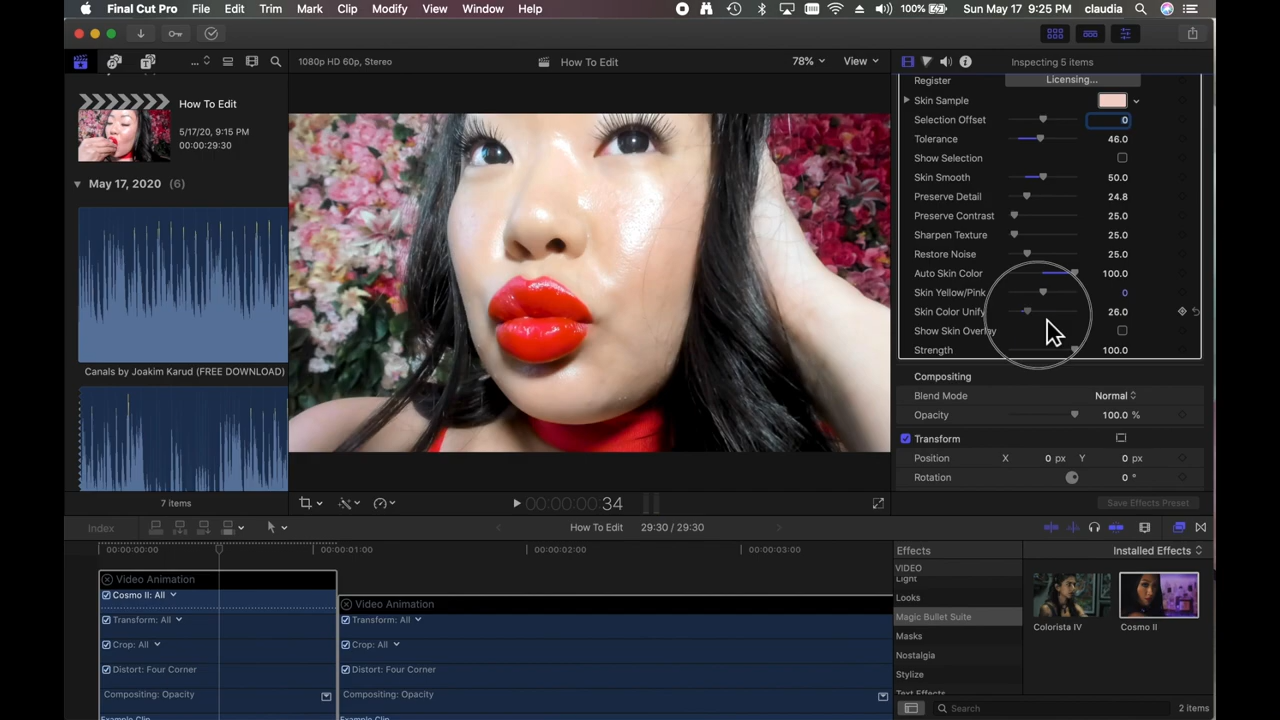 Final Cut Pro File Edit Trim Mark Clip Modify View Window Help 100% Sun May 17 9:25 PM claudia
... 1080p HD 60p, Stereo How To Edit 78% View Inspecting 5 items
Register Licensing...
Skin Sample
Selection Offset 0
Tolerance 46.0
Show Selection
Skin Smooth 50.0
Preserve Detail 24.8
Preserve Contrast 25.0
Sharpen Texture 25.0
Restore Noise 25.0
Auto Skin Color 100.0
Skin Yellow/Pink 0
Skin Color Unify 26.0
Show Skin Overlay
Strength 100.0
Compositing
Blend Mode Normal
Opacity 100.0 %
Transform
Position X 0 px Y 0 px
Rotation 0 °
Save Effects Preset
How To Edit
5/17/20, 9:15 PM
00:00:29:30
May 17, 2020 (6)
Canals by Joakim Karud (FREE DOWNLOAD)
7 items
00:00:00:34
Index How To Edit 29:30 / 29:30
00:00:00:00 00:00:01:00 00:00:02:00 00:00:03:00
Video Animation
Cosmo II: All
Transform: All
Crop: All
Distort: Four Corner
Compositing: Opacity
Example Clip
Video Animation
Transform: All
Crop: All
Distort: Four Corner
Compositing: Opacity
Example Clip
Effects Installed Effects
VIDEO
Light
Looks
Magic Bullet Suite
Masks
Nostalgia
Stylize
Text Effects
Colorista IV Cosmo II
Search 2 items